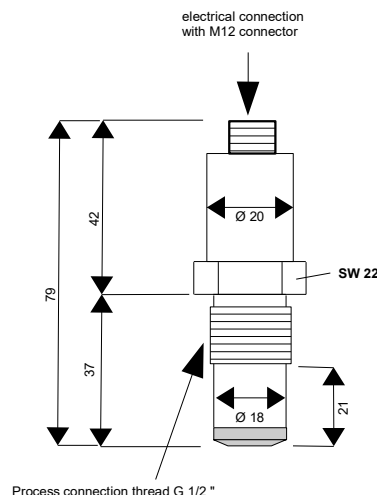 electrical connection
with M12 connector
Ø 20
42
SW 22
79
37
Ø 18
21
Process connection thread G 1/2 "